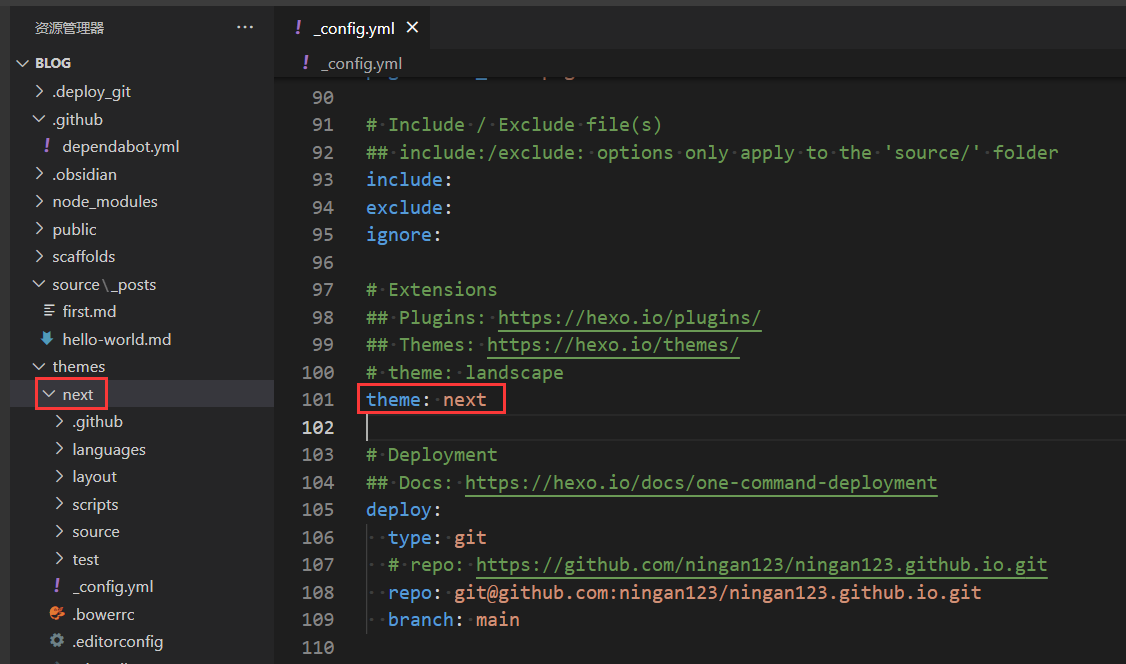 资源管理器
BLOG
.deploy_git
.github
dependabot.yml
.obsidian
node_modules
public
scaffolds
source\_posts
first.md
hello-world.md
themes
next
.github
languages
layout
scripts
source
test
_config.yml
.bowerrc
.editorconfig
_config.yml
_config.yml
90
91 # Include / Exclude file(s)
92 ## include:/exclude: options only apply to the 'source/' folder
93 include:
94 exclude:
95 ignore:
96
97 # Extensions
98 ## Plugins: https://hexo.io/plugins/
99 ## Themes: https://hexo.io/themes/
100 # theme: landscape
101 theme: next
102
103 # Deployment
104 ## Docs: https://hexo.io/docs/one-command-deployment
105 deploy:
106 type: git
107 # repo: https://github.com/ningan123/ningan123.github.io.git
108 repo: git@github.com:ningan123/ningan123.github.io.git
109 branch: main
110